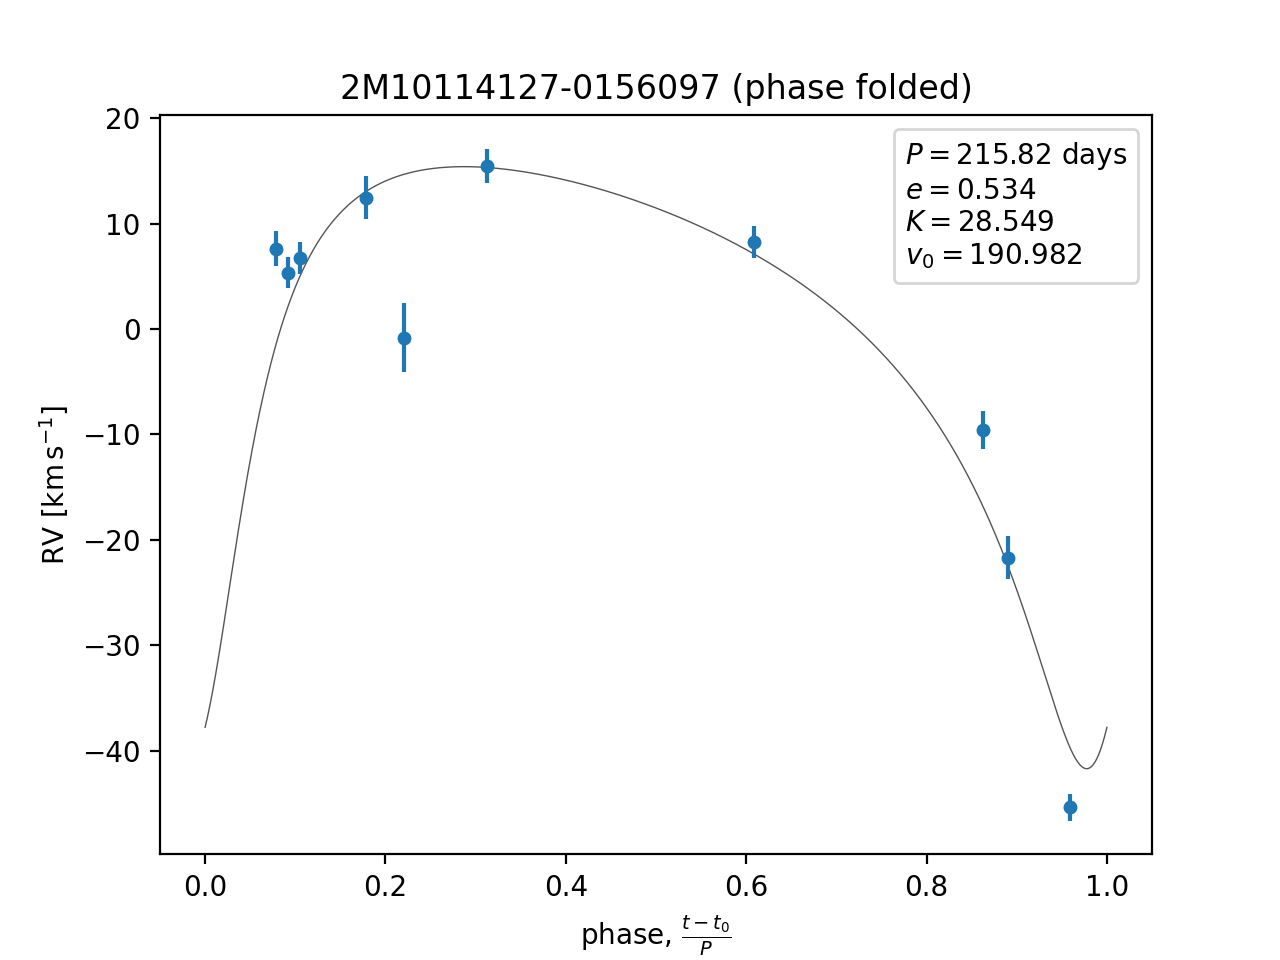 2M10114127-0156097 (phase folded)
P = 215.82 days
e = 0.534
K = 28.549
v₀ = 190.982
20
10
0
−10
−20
−30
−40
RV [km s⁻¹]
0.0 0.2 0.4 0.6 0.8 1.0
phase, (t − t₀)/P